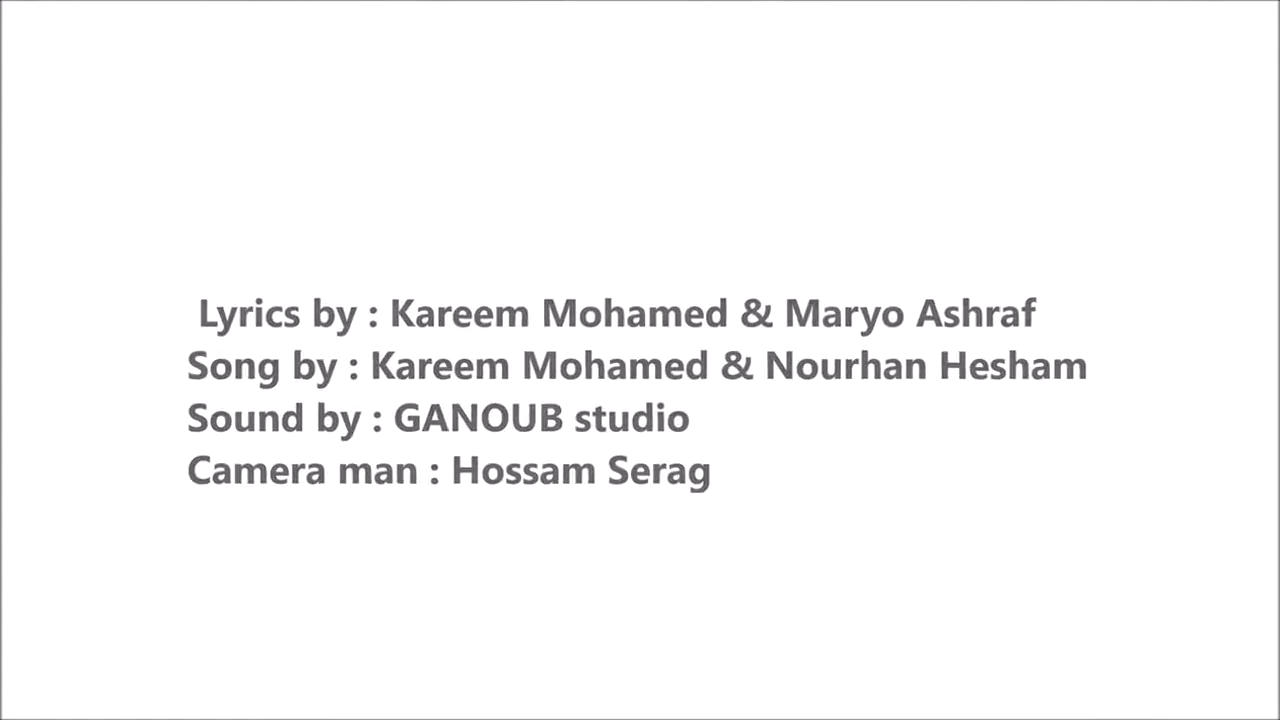 Lyrics by : Kareem Mohamed & Maryo Ashraf
Song by : Kareem Mohamed & Nourhan Hesham
Sound by : GANOUB studio
Camera man : Hossam Serag